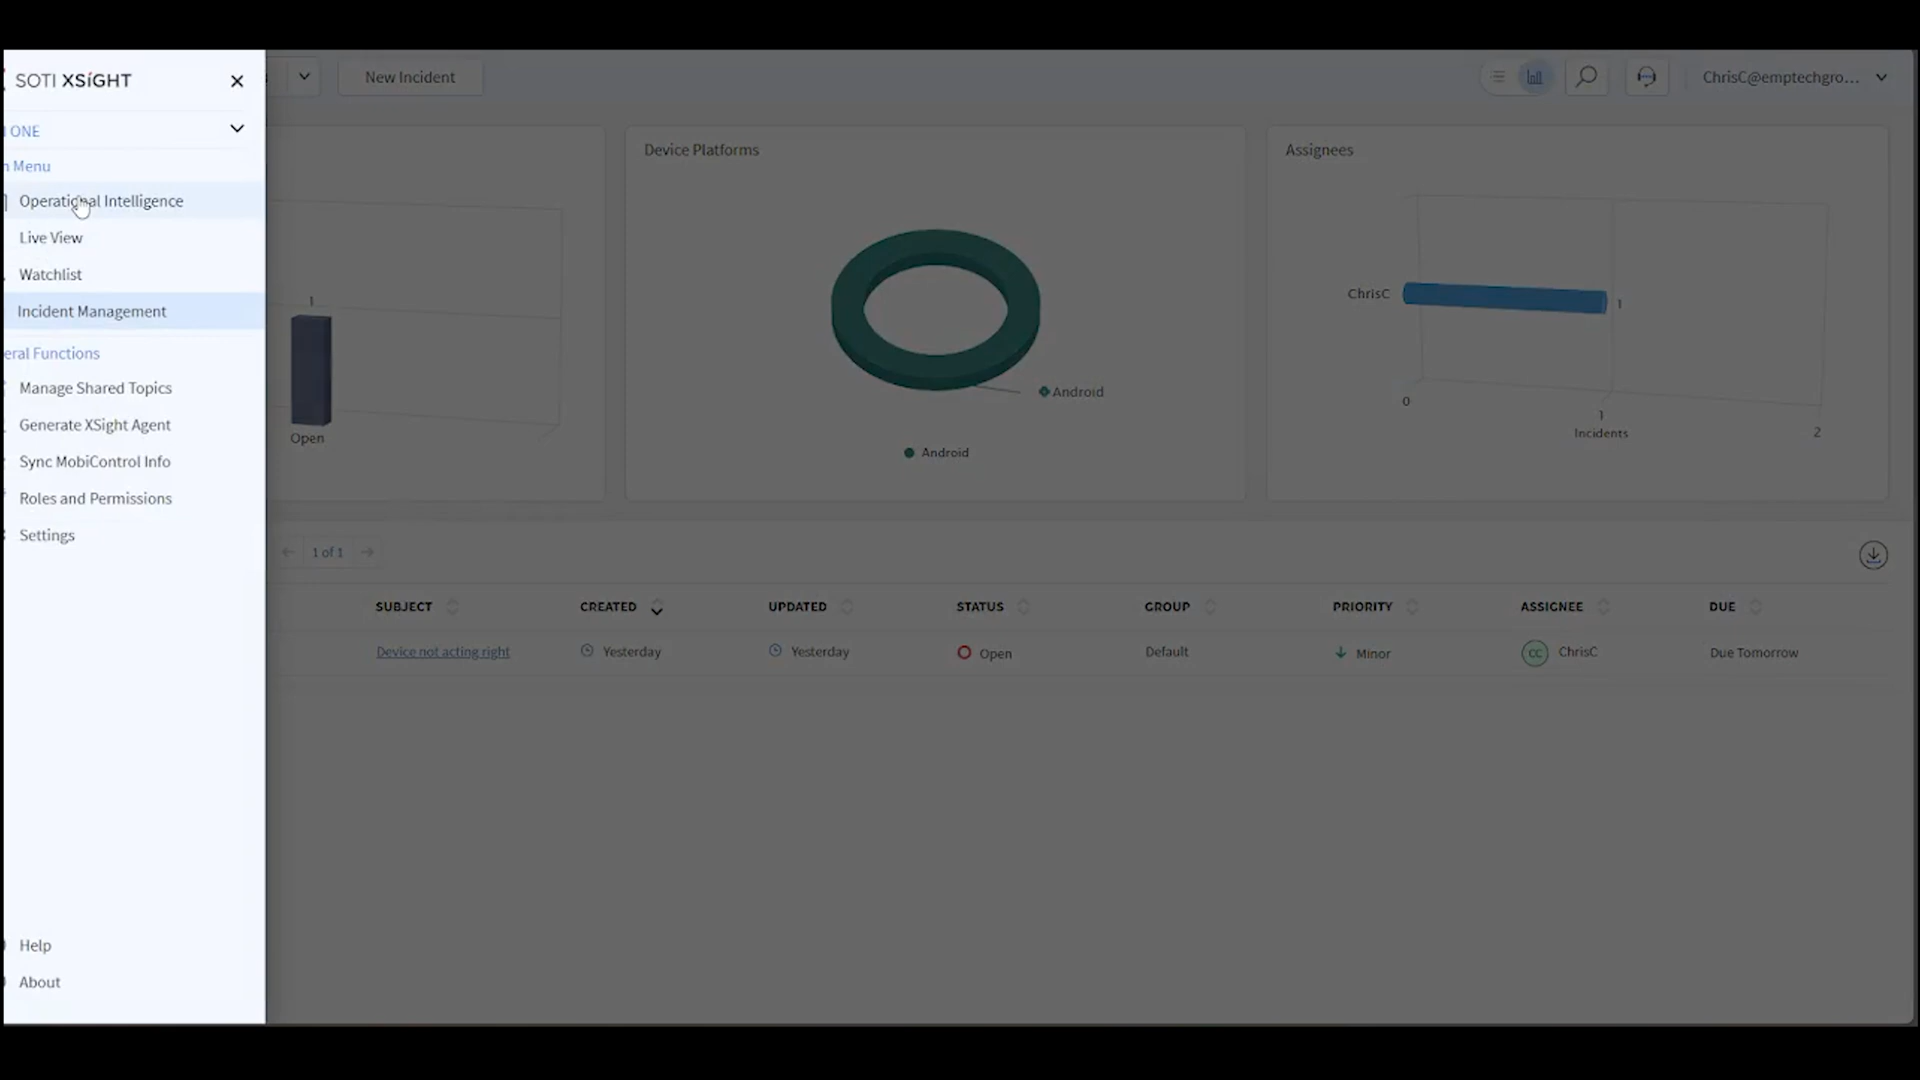 SOTI XSíGHT
ONE
Menu
Operational Intelligence
Live View
Watchlist
Incident Management
Functions
Manage Shared Topics
Generate XSight Agent
Sync MobiControl Info
Roles and Permissions
Settings
Help
About
New Incident
ChrisC@emptechgro...
1
Open
Device Platforms
Android
Android
Assignees
ChrisC
1
0
1
2
Incidents
1 of 1
SUBJECT CREATED UPDATED STATUS GROUP PRIORITY ASSIGNEE DUE
Device not acting right Yesterday Yesterday Open Default Minor CC ChrisC Due Tomorrow